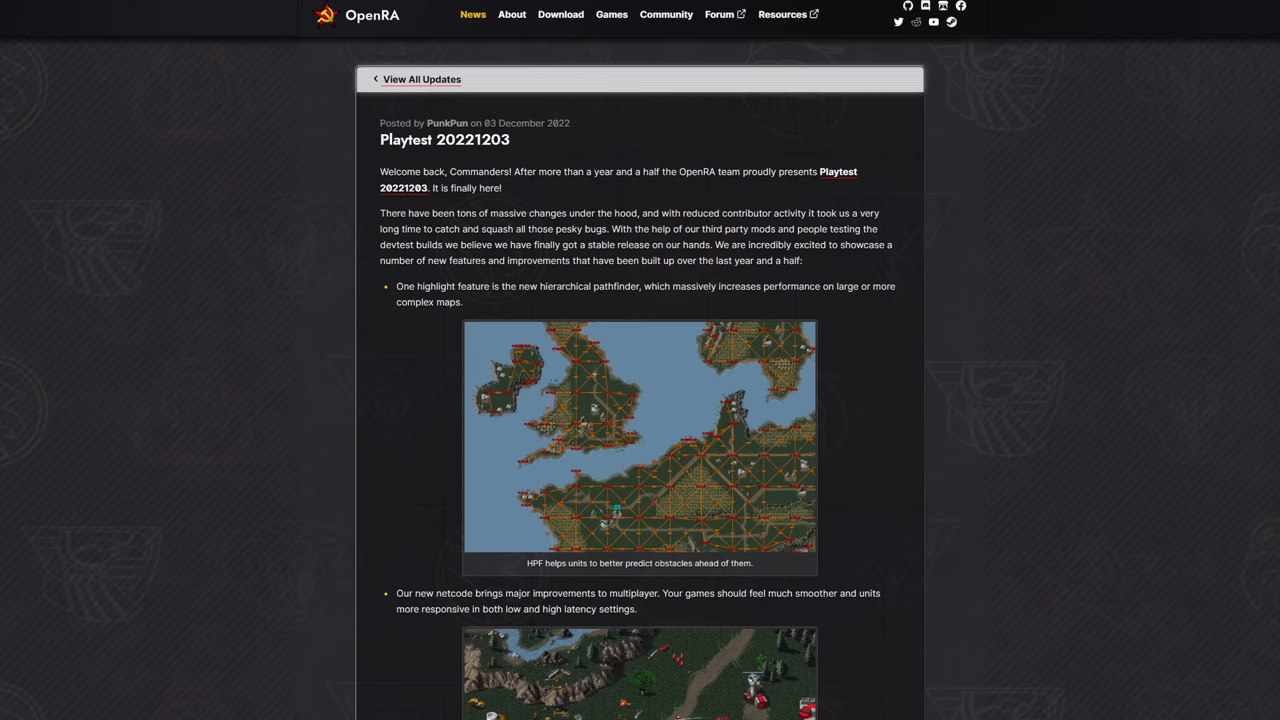 OpenRA
News About Download Games Community Forum Resources
View All Updates
Posted by PunkPun on 03 December 2022
Playtest 20221203
Welcome back, Commanders! After more than a year and a half the OpenRA team proudly presents Playtest
20221203. It is finally here!
There have been tons of massive changes under the hood, and with reduced contributor activity it took us a very
long time to catch and squash all those pesky bugs. With the help of our third party mods and people testing the
devtest builds we believe we have finally got a stable release on our hands. We are incredibly excited to showcase a
number of new features and improvements that have been built up over the last year and a half:
One highlight feature is the new hierarchical pathfinder, which massively increases performance on large or more
complex maps.
HPF helps units to better predict obstacles ahead of them.
Our new netcode brings major improvements to multiplayer. Your games should feel much smoother and units
more responsive in both low and high latency settings.